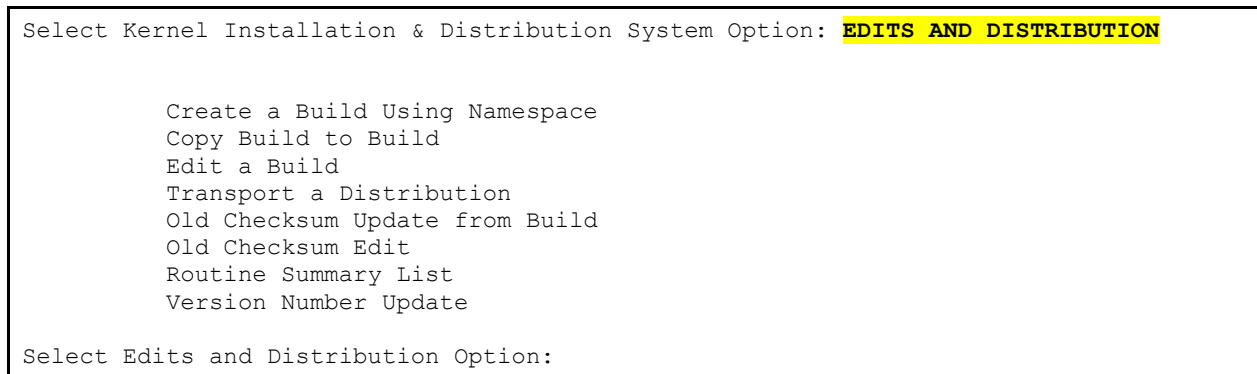 Select Kernel Installation & Distribution System Option: EDITS AND DISTRIBUTION
Create a Build Using Namespace
Copy Build to Build
Edit a Build
Transport a Distribution
Old Checksum Update from Build
Old Checksum Edit
Routine Summary List
Version Number Update
Select Edits and Distribution Option: